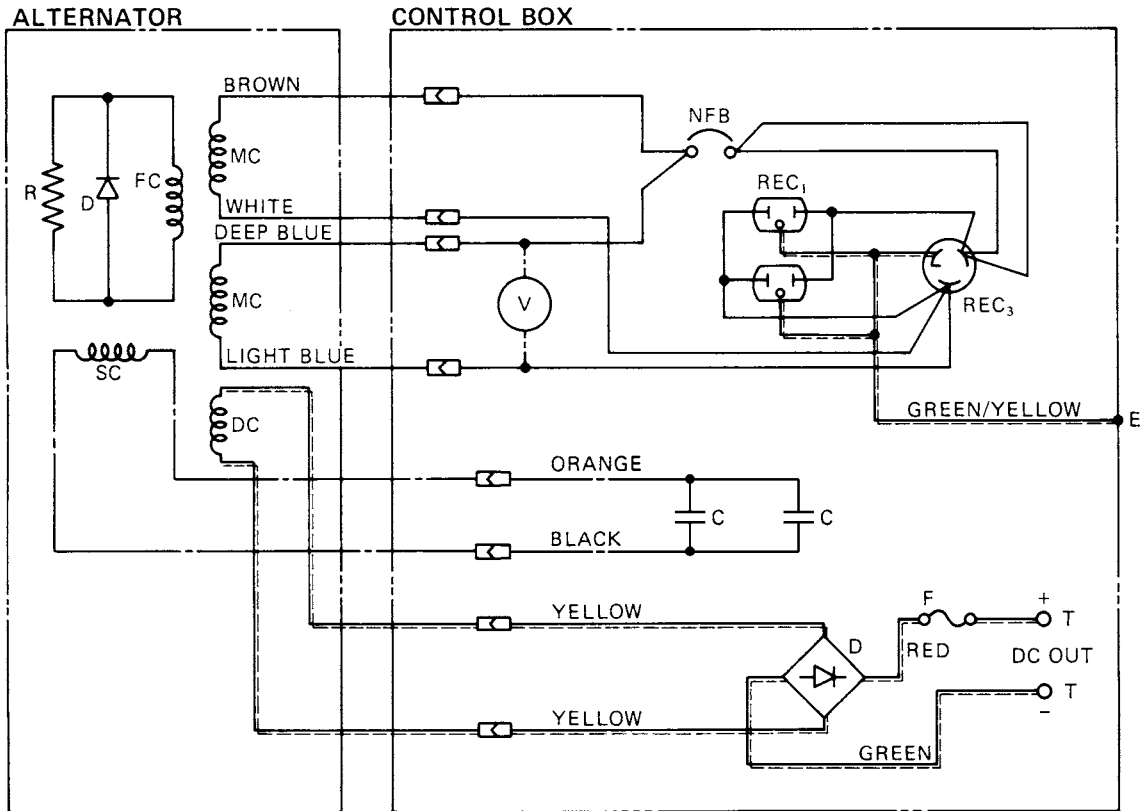 ALTERNATOR
CONTROL BOX
BROWN
NFB
MC
R
D
FC
REC₁
WHITE
DEEP BLUE
MC
V
REC₃
LIGHT BLUE
SC
DC
GREEN/YELLOW
E
ORANGE
C
C
BLACK
YELLOW
F
+
T
D
RED
DC OUT
T
−
YELLOW
GREEN